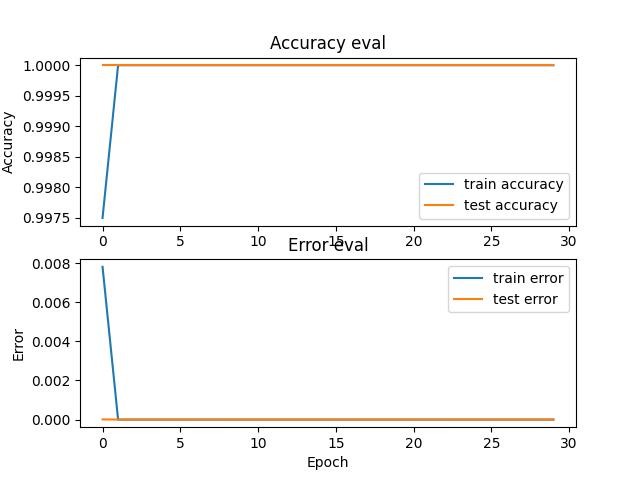 Accuracy eval
1.0000
0.9995
0.9990
0.9985
0.9980
0.9975
Accuracy
train accuracy
test accuracy
0 5 10 15 20 25 30
Error eval
0.008
0.006
0.004
0.002
0.000
Error
train error
test error
0 5 10 15 20 25 30
Epoch